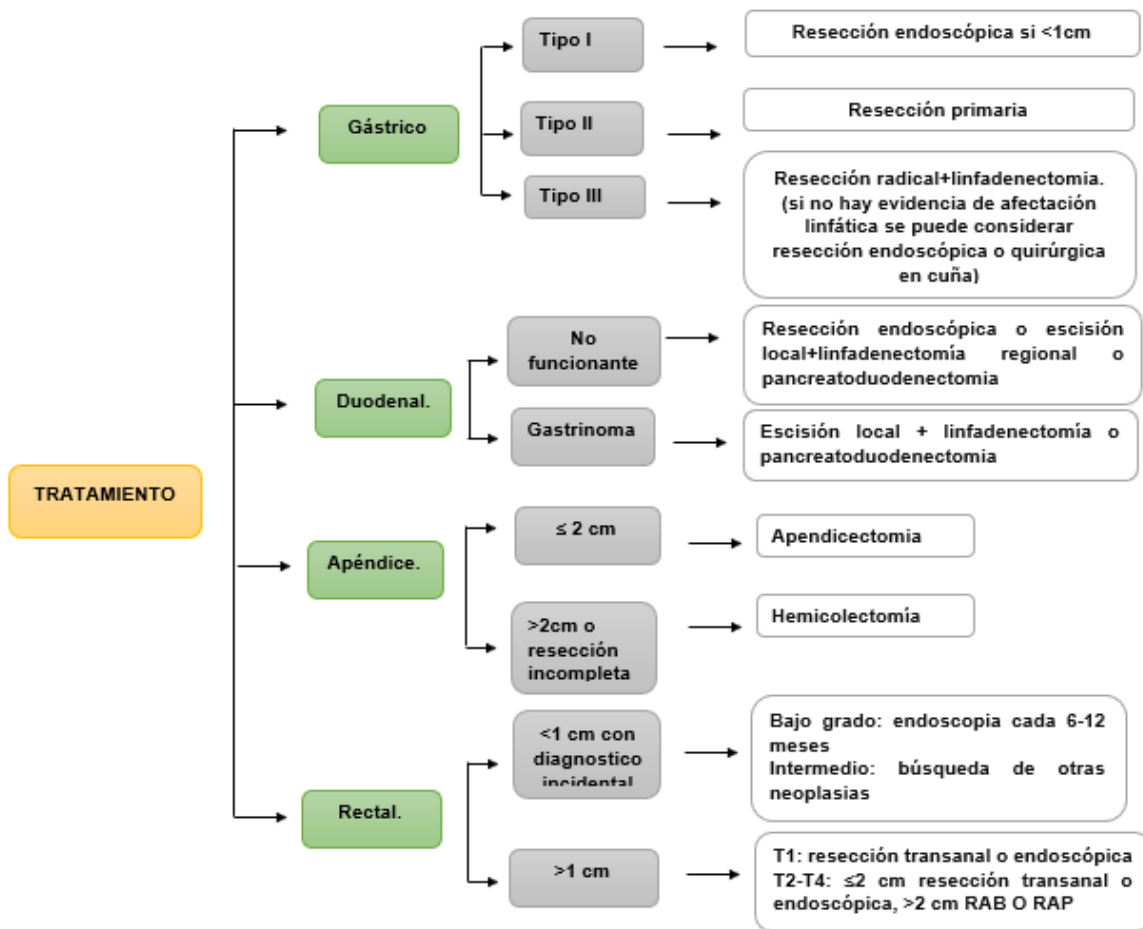 TRATAMIENTO
Gástrico
Tipo I
Resección endoscópica si <1cm
Tipo II
Resección primaria
Tipo III
Resección radical+linfadenectomia.
(si no hay evidencia de afectación
linfática se puede considerar
resección endoscópica o quirúrgica
en cuña)
Duodenal.
No
funcionante
Resección endoscópica o escisión
local+linfadenectomía regional o
pancreatoduodenectomia
Gastrinoma
Escisión local + linfadenectomía o
pancreatoduodenectomia
Apéndice.
≤ 2 cm
Apendicectomia
>2cm o
resección
incompleta
Hemicolectomía
Rectal.
<1 cm con
diagnostico
incidental
Bajo grado: endoscopia cada 6-12
meses
Intermedio: búsqueda de otras
neoplasias
>1 cm
T1: resección transanal o endoscópica
T2-T4: ≤2 cm resección transanal o
endoscópica, >2 cm RAB O RAP